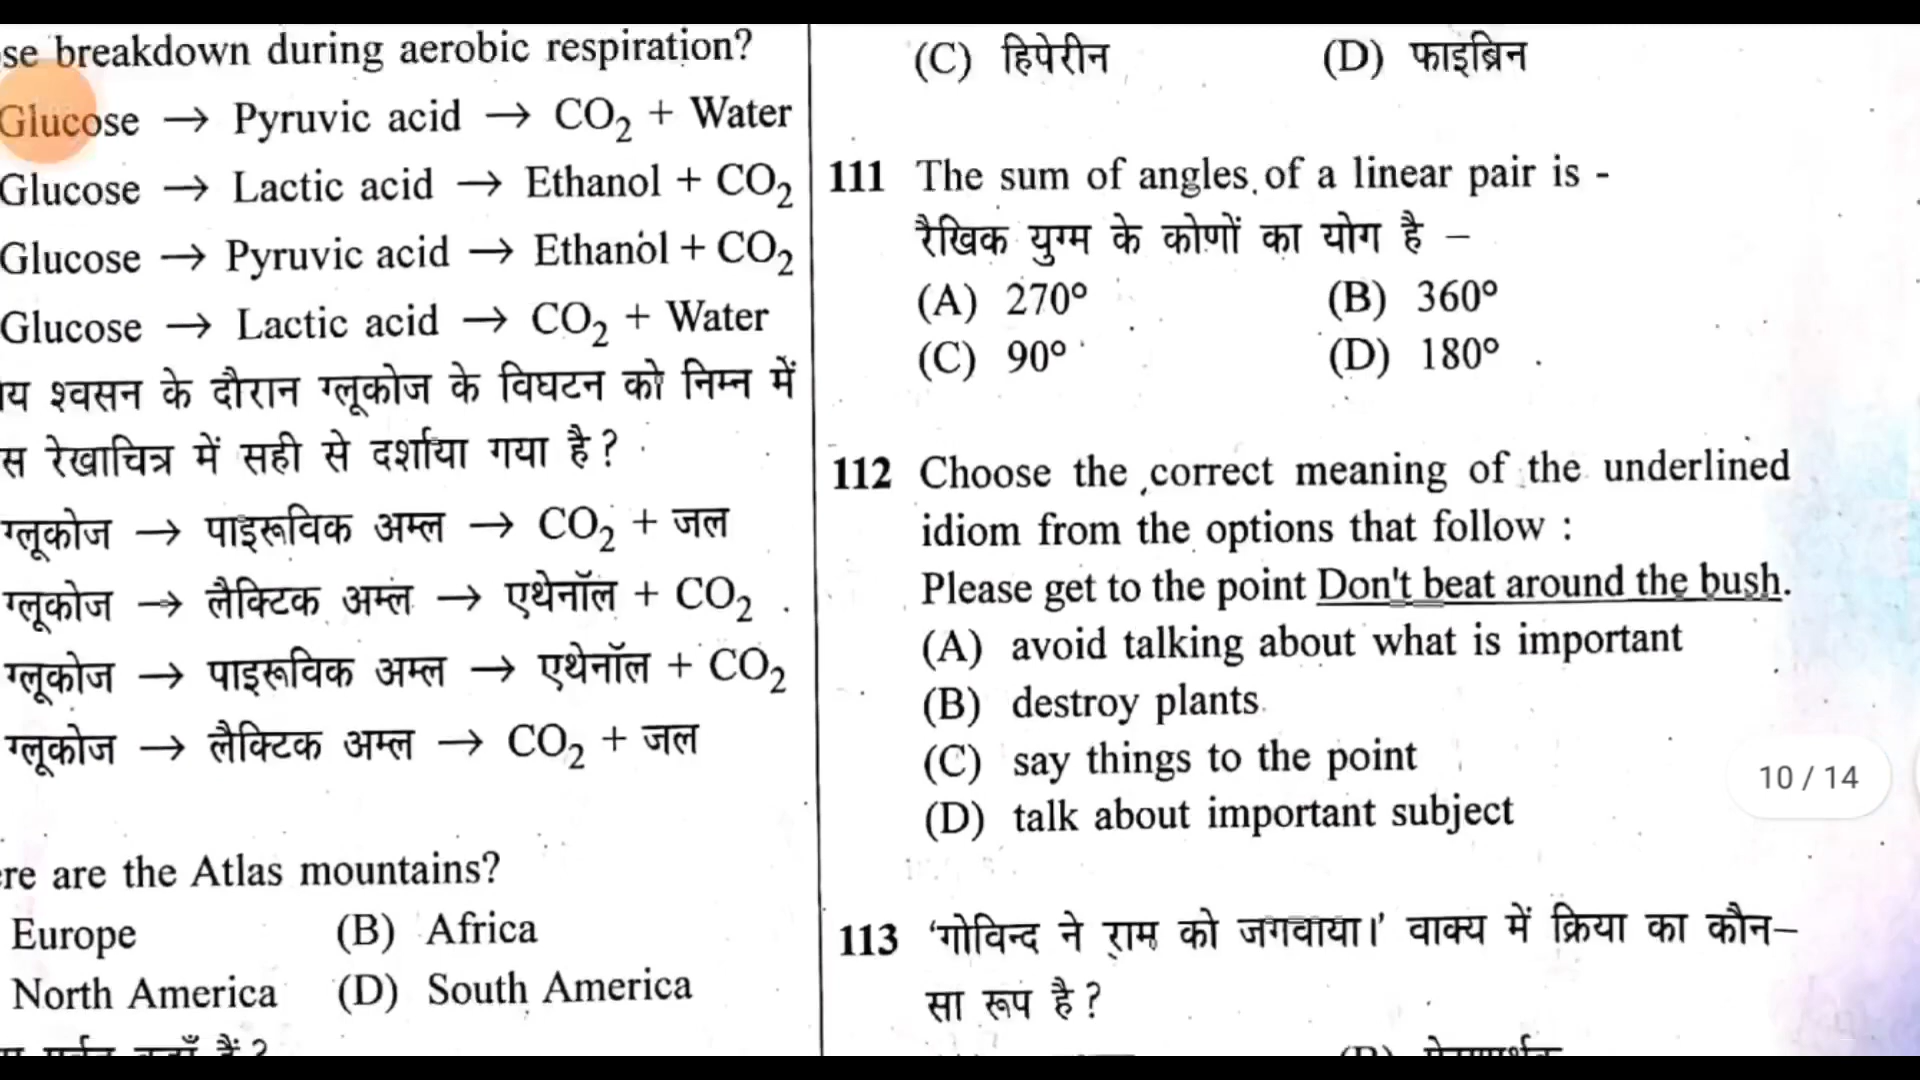 se breakdown during aerobic respiration?
Glucose → Pyruvic acid → CO₂ + Water
Glucose → Lactic acid → Ethanol + CO₂
Glucose → Pyruvic acid → Ethanol + CO₂
Glucose → Lactic acid → CO₂ + Water
य श्वसन के दौरान ग्लूकोज के विघटन को निम्न में
स रेखाचित्र में सही से दर्शाया गया है?
ग्लूकोज → पाइरूविक अम्ल → CO₂ + जल
ग्लूकोज → लैक्टिक अम्ल → एथेनॉल + CO₂
ग्लूकोज → पाइरूविक अम्ल → एथेनॉल + CO₂
ग्लूकोज → लैक्टिक अम्ल → CO₂ + जल
re are the Atlas mountains?
Europe (B) Africa
North America (D) South America
(C) हिपेरीन (D) फाइब्रिन
111 The sum of angles of a linear pair is -
रैखिक युग्म के कोणों का योग है –
(A) 270° (B) 360°
(C) 90° (D) 180°
112 Choose the correct meaning of the underlined
idiom from the options that follow :
Please get to the point Don't beat around the bush.
(A) avoid talking about what is important
(B) destroy plants
(C) say things to the point
(D) talk about important subject
113 ‘गोविन्द ने राम को जगवाया।’ वाक्य में क्रिया का कौन–
सा रूप है?
10 / 14